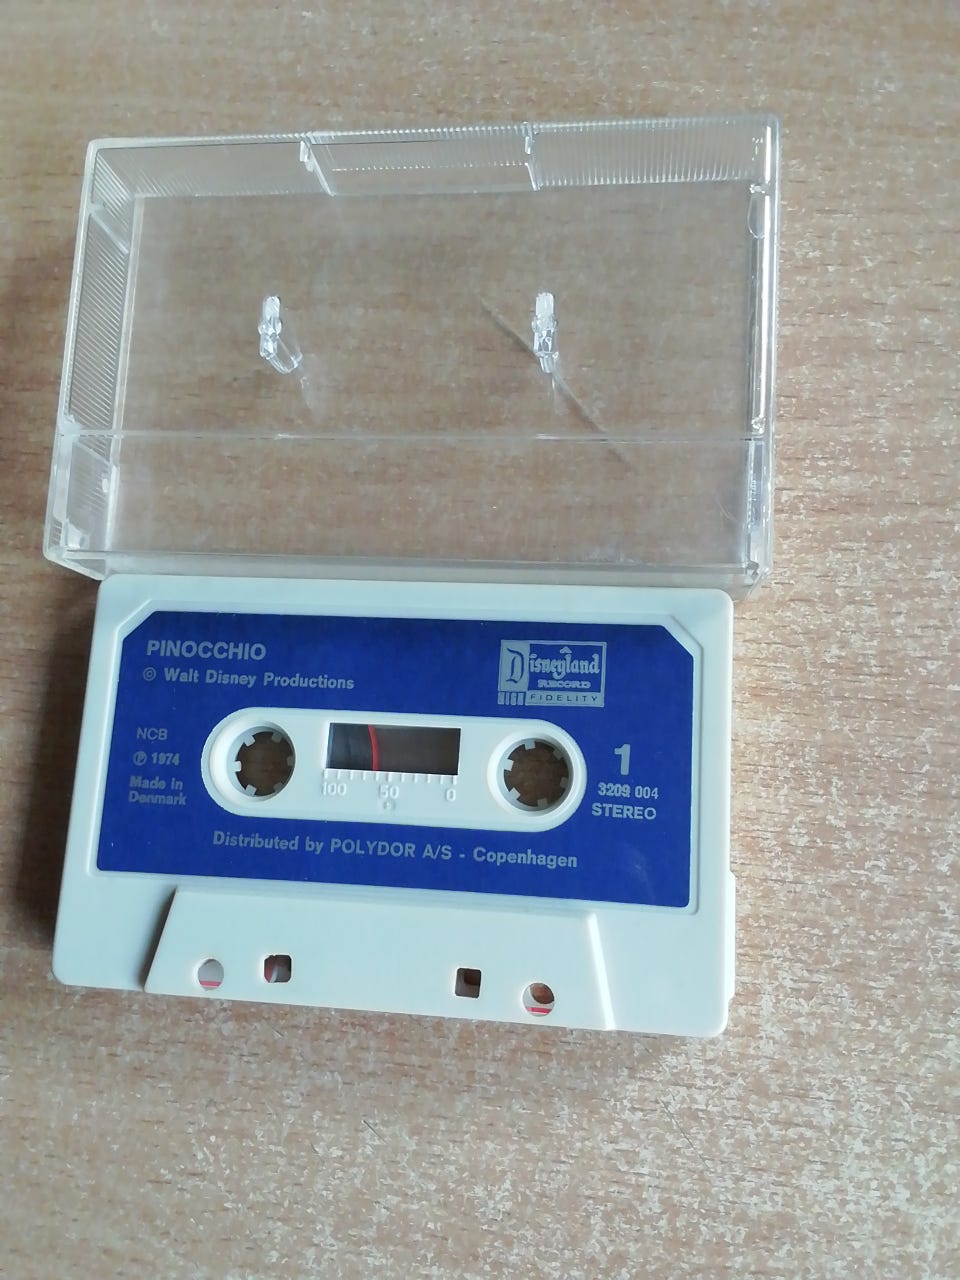 PINOCCHIO
© Walt Disney Productions
Disneyland
RECORD
HIGH FIDELITY
NCB
℗ 1974
Made in
Denmark
1
3209 004
STEREO
100 50 0
Distributed by POLYDOR A/S - Copenhagen